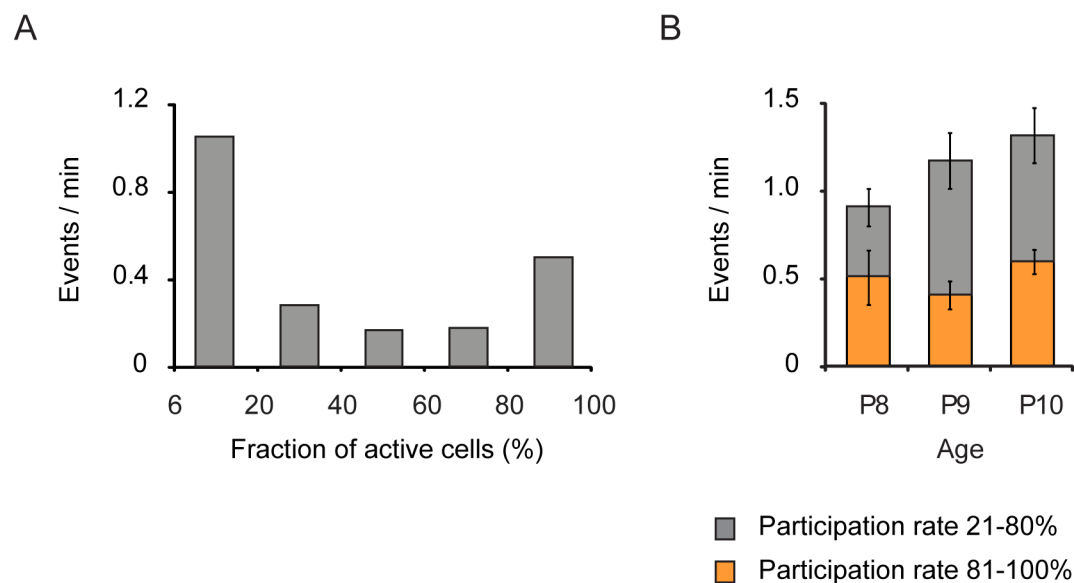 A
Events / min
1.2
0.8
0.4
0
6 20 40 60 80 100
Fraction of active cells (%)
B
Events / min
1.5
1.0
0.5
0
P8 P9 P10
Age
Participation rate 21-80%
Participation rate 81-100%